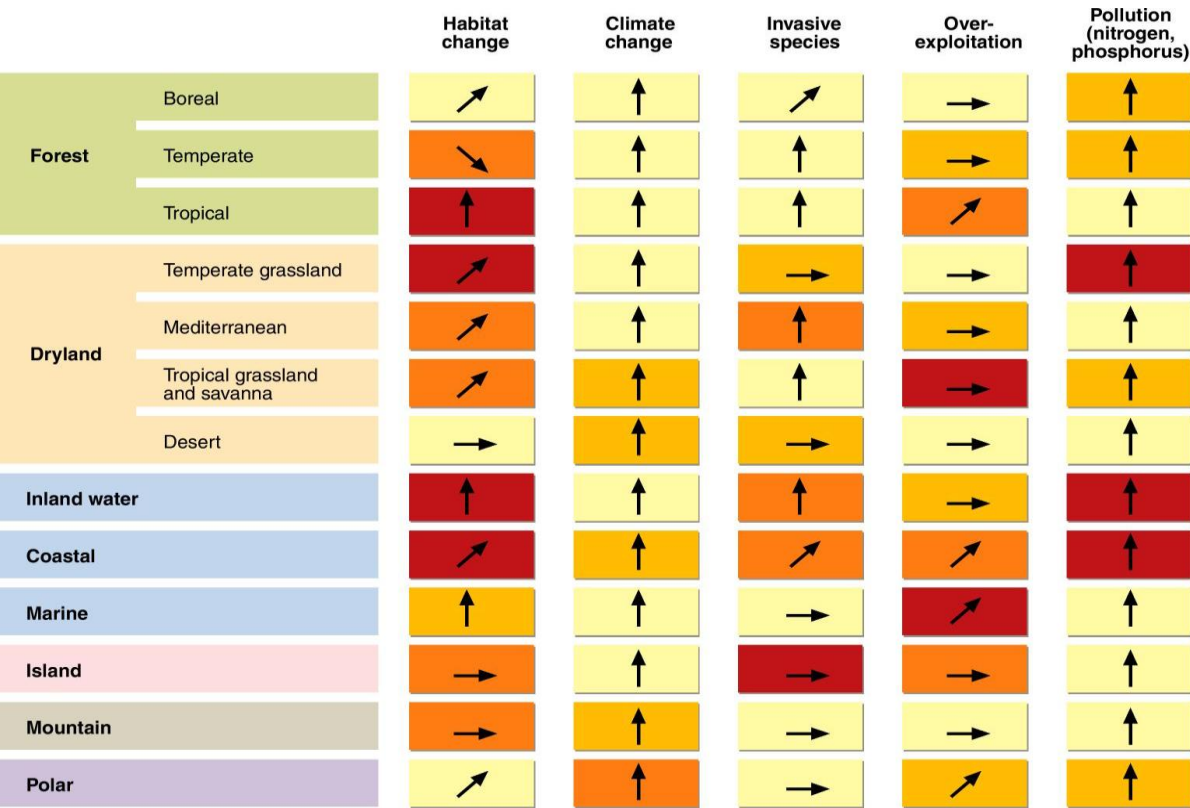 Habitat
change
Climate
change
Invasive
species
Over-
exploitation
Pollution
(nitrogen,
phosphorus)
Forest
Boreal
Temperate
Tropical
Dryland
Temperate grassland
Mediterranean
Tropical grassland
and savanna
Desert
Inland water
Coastal
Marine
Island
Mountain
Polar